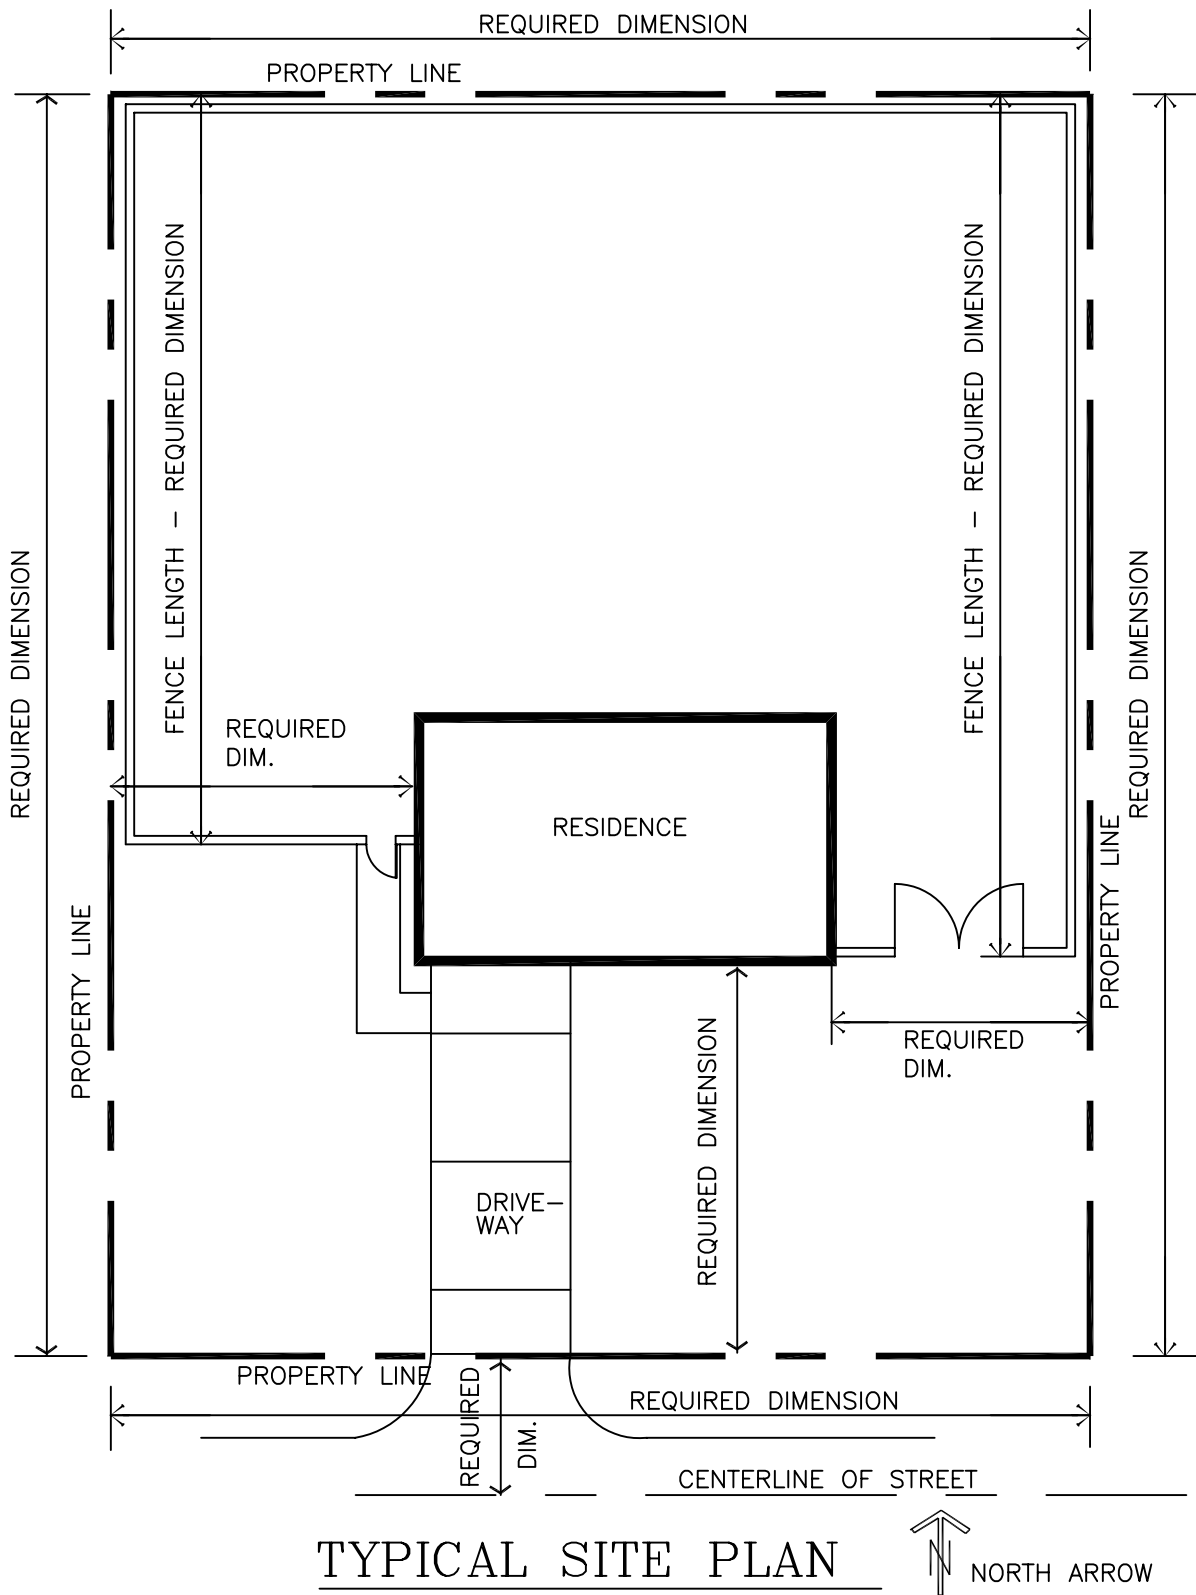 REQUIRED DIMENSION
PROPERTY LINE
FENCE LENGTH - REQUIRED DIMENSION
FENCE LENGTH - REQUIRED DIMENSION
REQUIRED DIMENSION
REQUIRED DIMENSION
REQUIRED
DIM.
RESIDENCE
PROPERTY LINE
PROPERTY LINE
REQUIRED DIMENSION
REQUIRED
DIM.
DRIVE-
WAY
PROPERTY LINE
REQUIRED
DIM.
REQUIRED DIMENSION
CENTERLINE OF STREET
TYPICAL SITE PLAN
N
NORTH ARROW